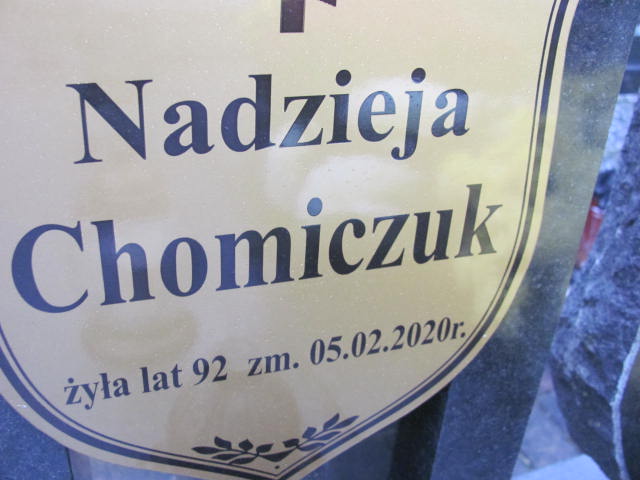 Nadzieja
Chomiczuk
żyła lat 92 zm. 05.02.2020r.